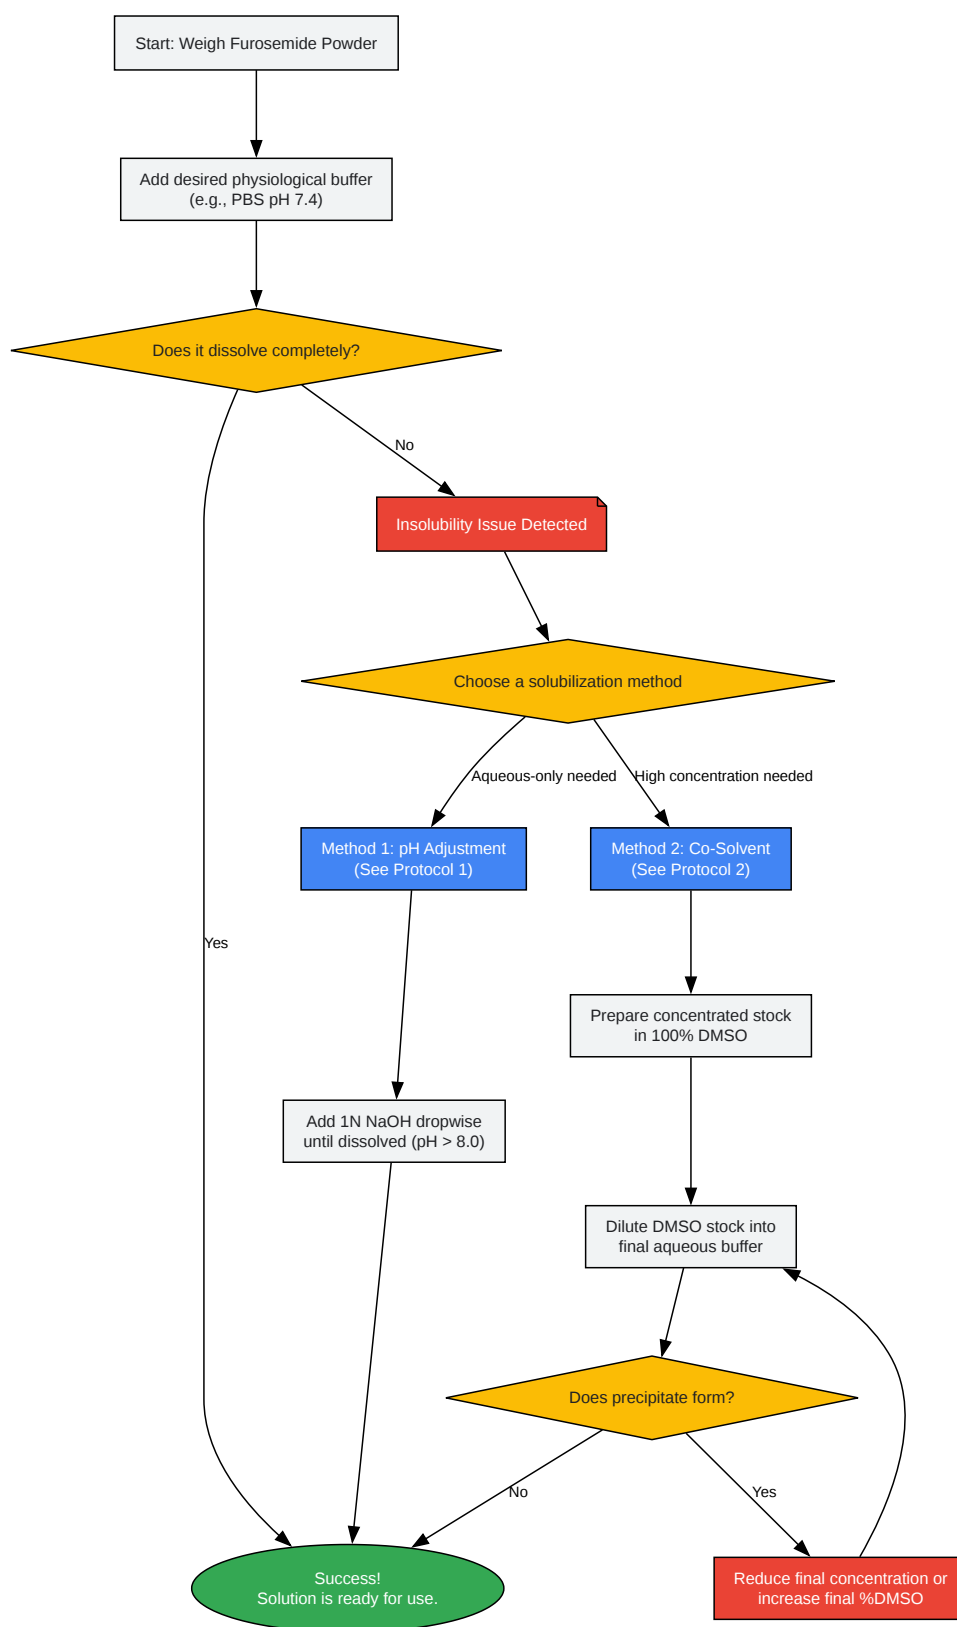 Start: Weigh Furosemide Powder
Add desired physiological buffer
(e.g., PBS pH 7.4)
Does it dissolve completely?
No
Insolubility Issue Detected
Choose a solubilization method
Aqueous-only needed
High concentration needed
Method 1: pH Adjustment
(See Protocol 1)
Method 2: Co-Solvent
(See Protocol 2)
Yes
Prepare concentrated stock
in 100% DMSO
Add 1N NaOH dropwise
until dissolved (pH > 8.0)
Dilute DMSO stock into
final aqueous buffer
Does precipitate form?
No
Yes
Success!
Solution is ready for use.
Reduce final concentration or
increase final %DMSO